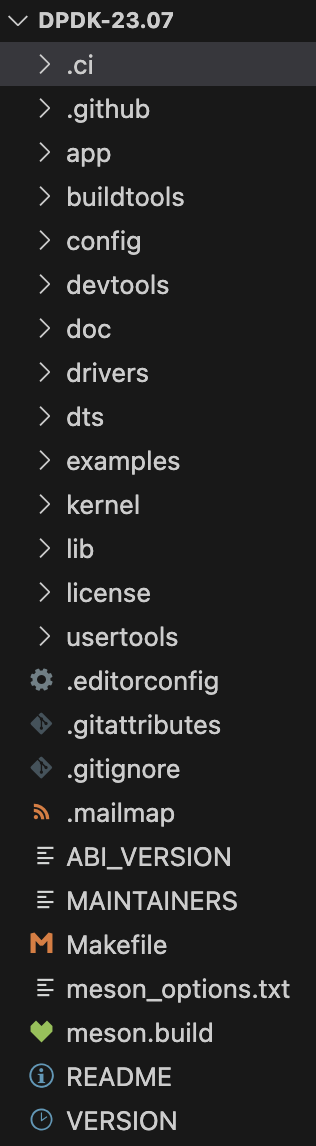 DPDK-23.07
.ci
.github
app
buildtools
config
devtools
doc
drivers
dts
examples
kernel
lib
license
usertools
.editorconfig
.gitattributes
.gitignore
.mailmap
ABI_VERSION
MAINTAINERS
Makefile
meson_options.txt
meson.build
README
VERSION